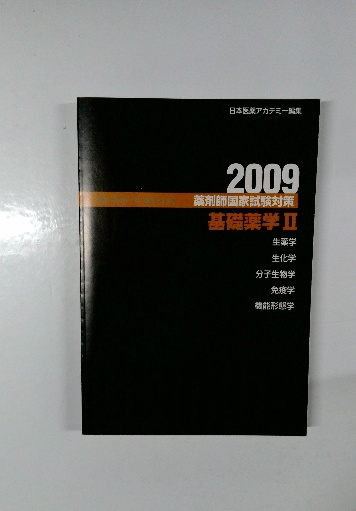 日本医薬アカデミー編集
2009
薬剤師国家試験対策
基礎薬学Ⅱ
生薬学
生化学
分子生物学
免疫学
機能形態学